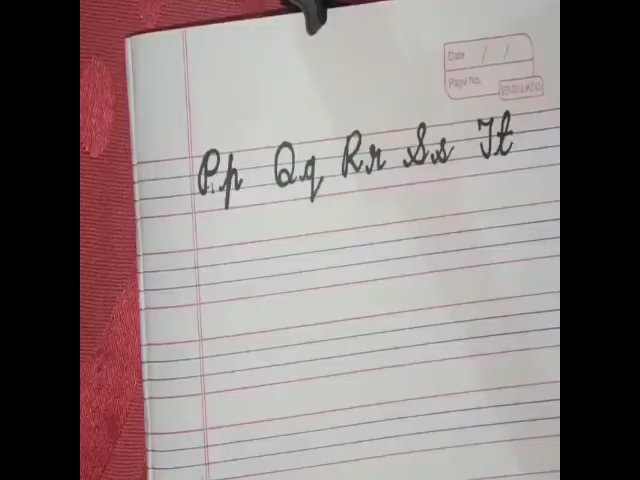 Date / /
Page No.
Pp Qq Rr Ss Tt